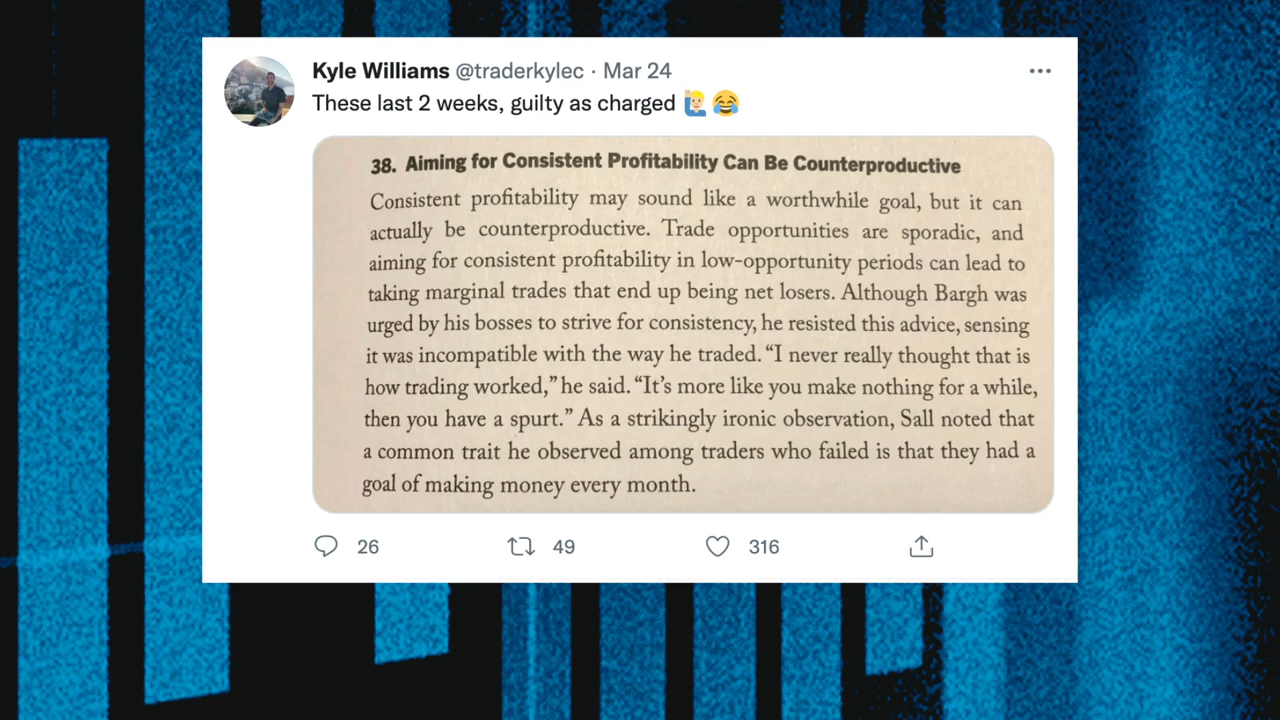 Kyle Williams @traderkylec · Mar 24
These last 2 weeks, guilty as charged 🙋🏼‍♂️😂
38. Aiming for Consistent Profitability Can Be Counterproductive
Consistent profitability may sound like a worthwhile goal, but it can
actually be counterproductive. Trade opportunities are sporadic, and
aiming for consistent profitability in low-opportunity periods can lead to
taking marginal trades that end up being net losers. Although Bargh was
urged by his bosses to strive for consistency, he resisted this advice, sensing
it was incompatible with the way he traded. “I never really thought that is
how trading worked,” he said. “It’s more like you make nothing for a while,
then you have a spurt.” As a strikingly ironic observation, Sall noted that
a common trait he observed among traders who failed is that they had a
goal of making money every month.
26 49 316